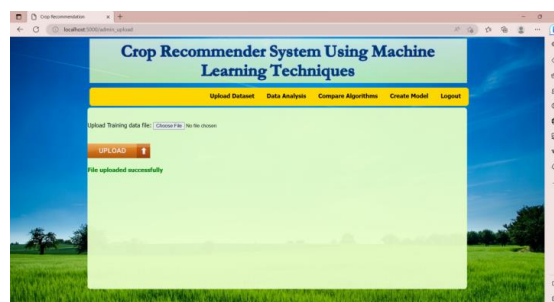 Crop Recommendation
localhost:5000/admin_upload
Crop Recommender System Using Machine
Learning Techniques
Upload Dataset Data Analysis Compare Algorithms Create Model Logout
Upload Training data file: Choose File No file chosen
UPLOAD
File uploaded successfully